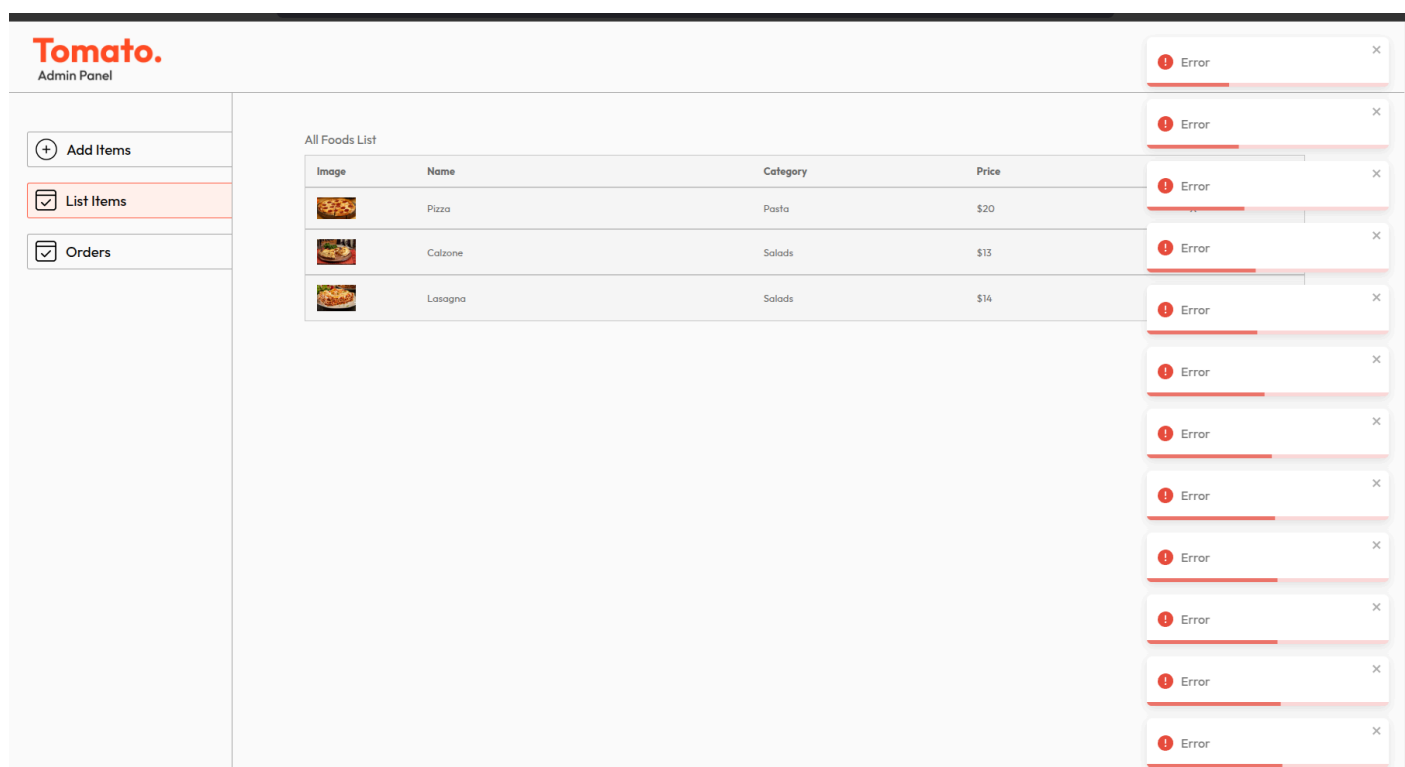 Tomato.
Admin Panel
Add Items
List Items
Orders
All Foods List
Image Name Category Price
Pizza Pasta $20
Calzone Salads $13
Lasagna Salads $14
Error
Error
Error
Error
Error
Error
Error
Error
Error
Error
Error
Error